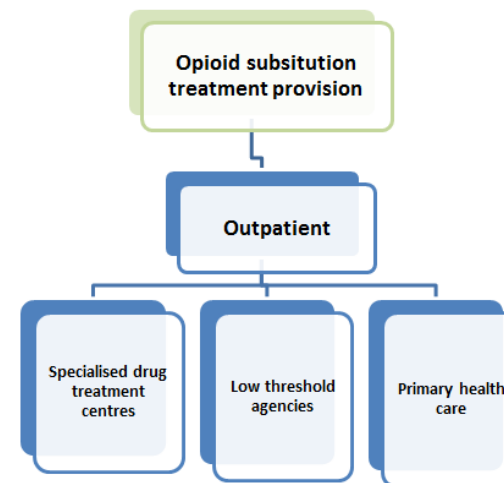 Opioid subsitution
treatment provision
Outpatient
Specialised drug
treatment
centres
Low threshold
agencies
Primary health
care